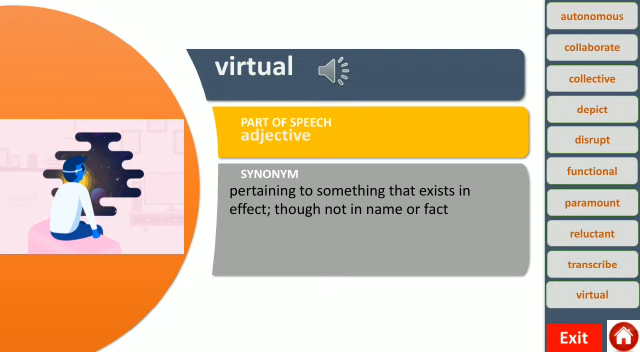 virtual
PART OF SPEECH
adjective
SYNONYM
pertaining to something that exists in
effect; though not in name or fact
autonomous
collaborate
collective
depict
disrupt
functional
paramount
reluctant
transcribe
virtual
Exit